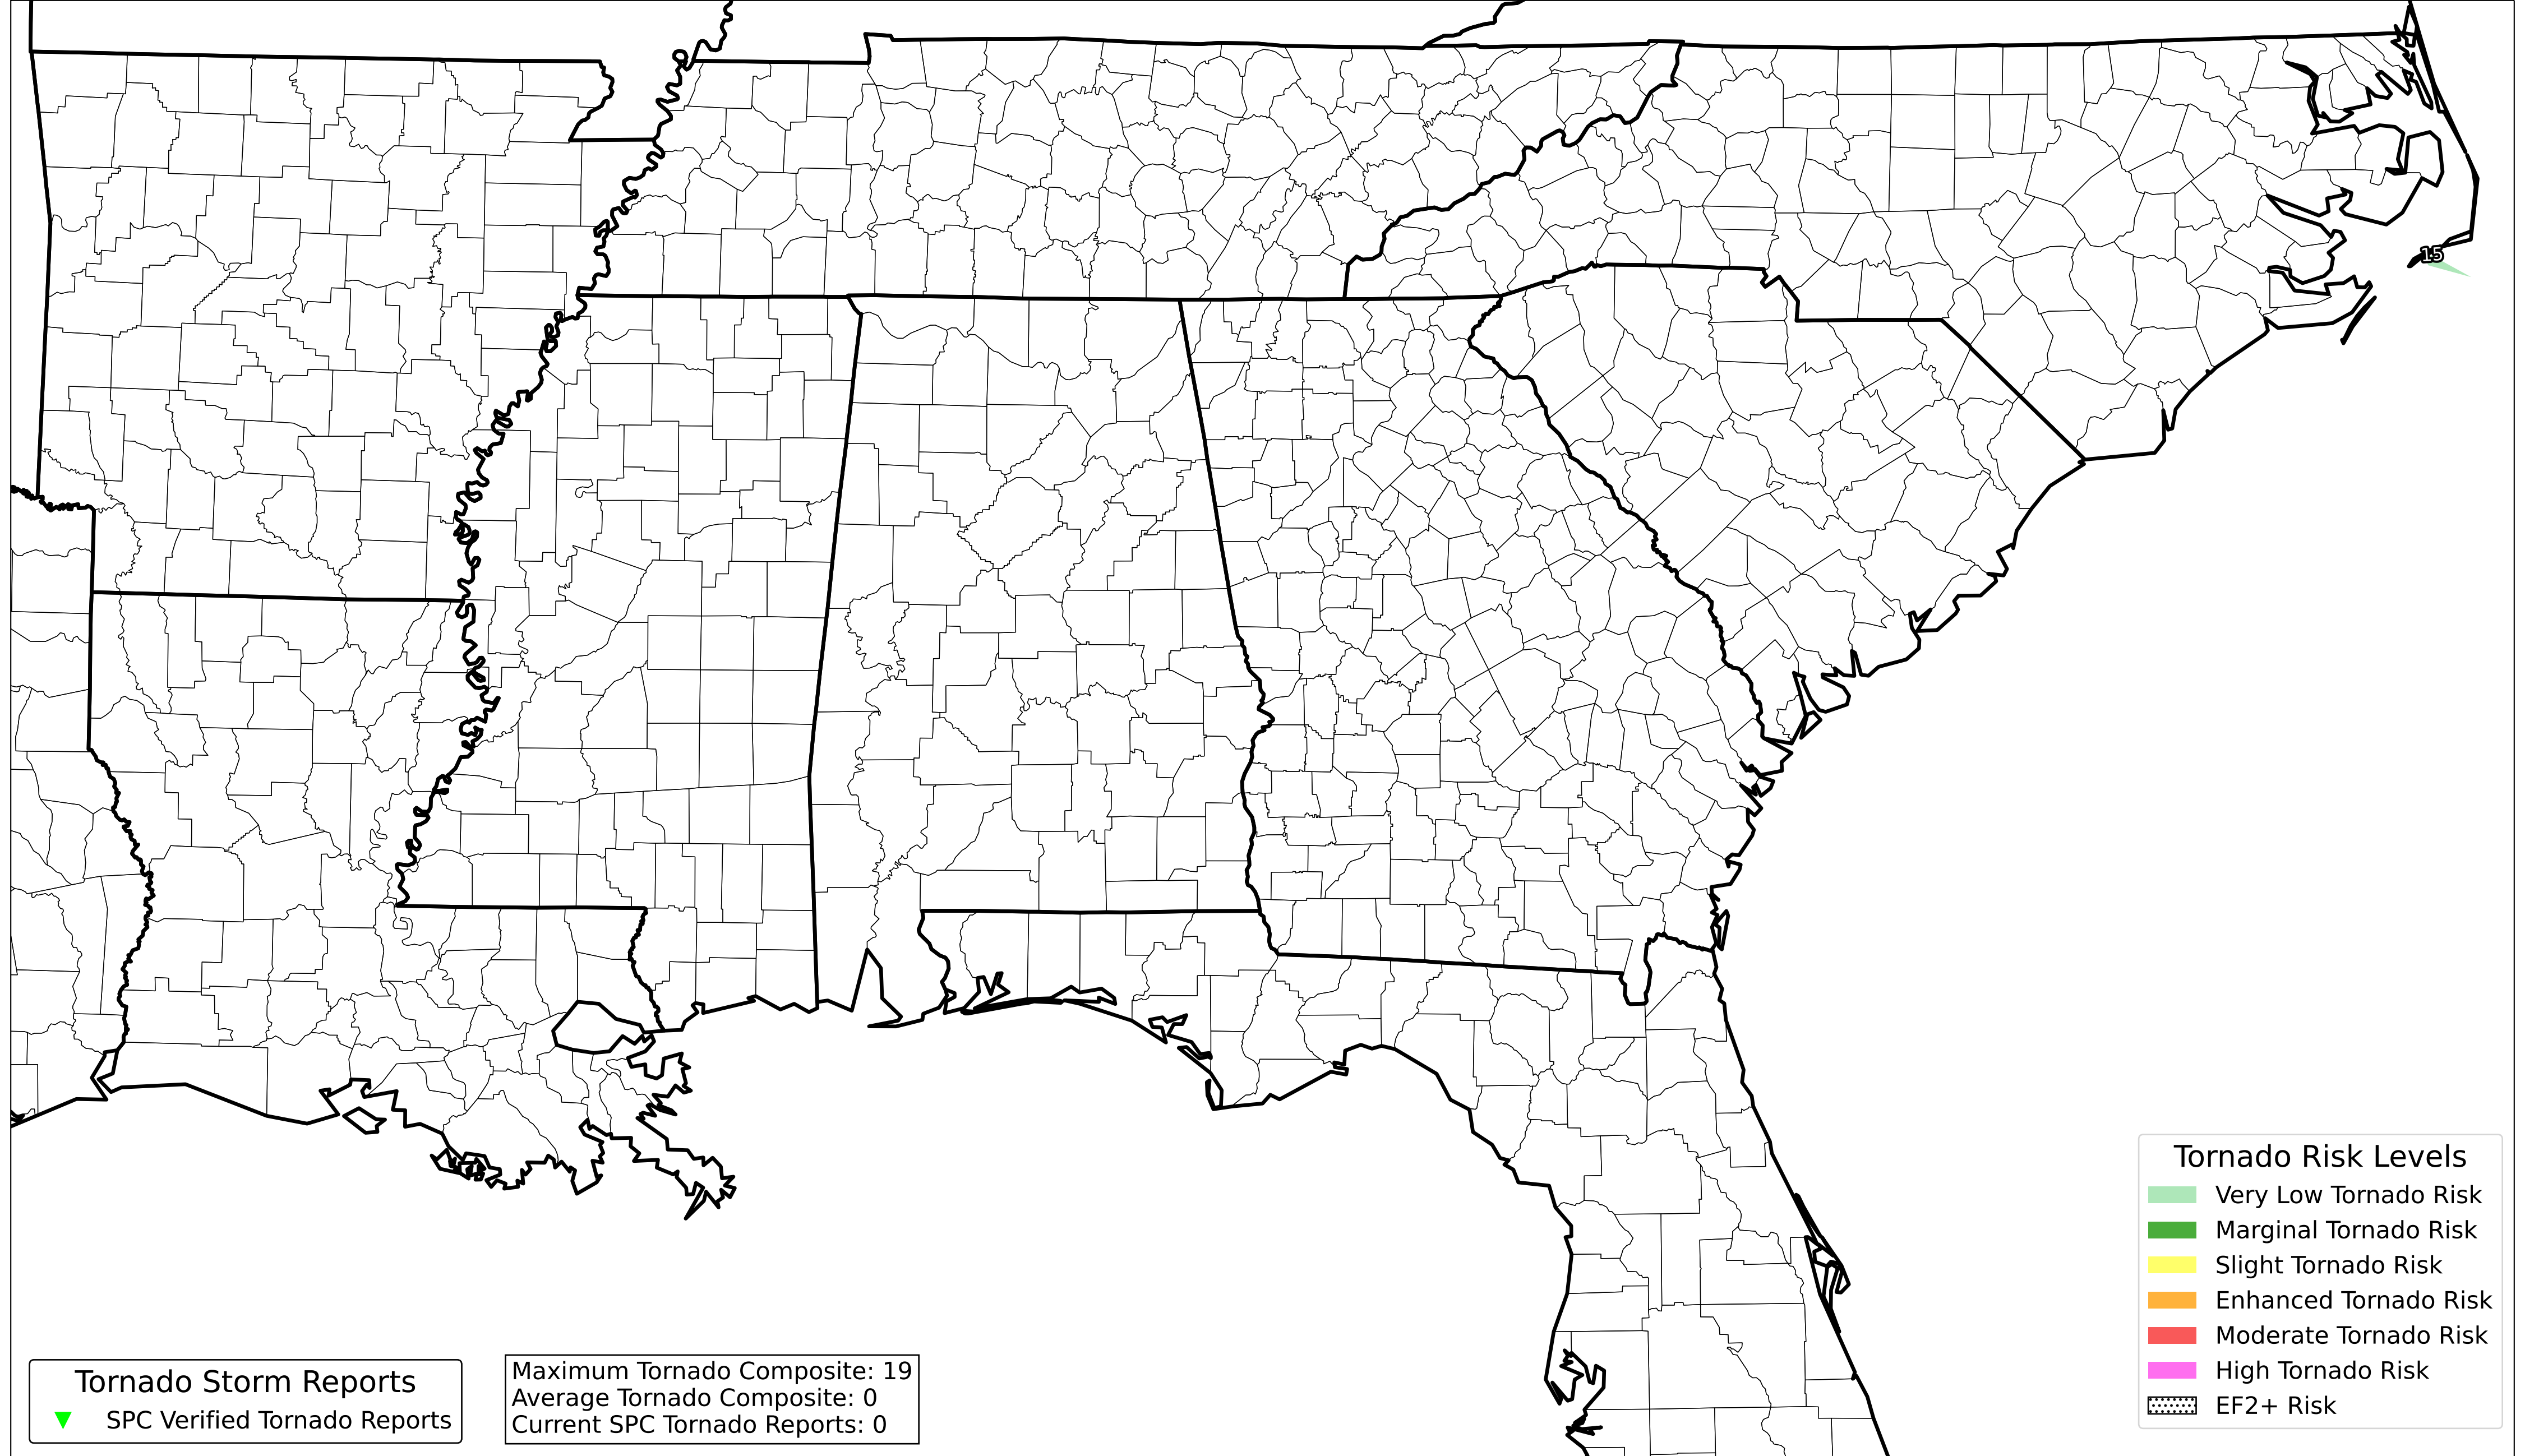 15
Tornado Risk Levels
Very Low Tornado Risk
Marginal Tornado Risk
Slight Tornado Risk
Enhanced Tornado Risk
Moderate Tornado Risk
High Tornado Risk
EF2+ Risk
Tornado Storm Reports
SPC Verified Tornado Reports
Maximum Tornado Composite: 19
Average Tornado Composite: 0
Current SPC Tornado Reports: 0